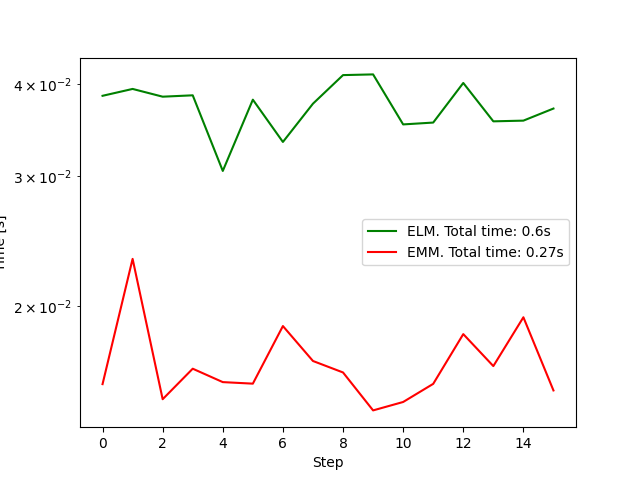 4 × 10⁻²
3 × 10⁻²
2 × 10⁻²
ELM. Total time: 0.6s
EMM. Total time: 0.27s
0 2 4 6 8 10 12 14
Step